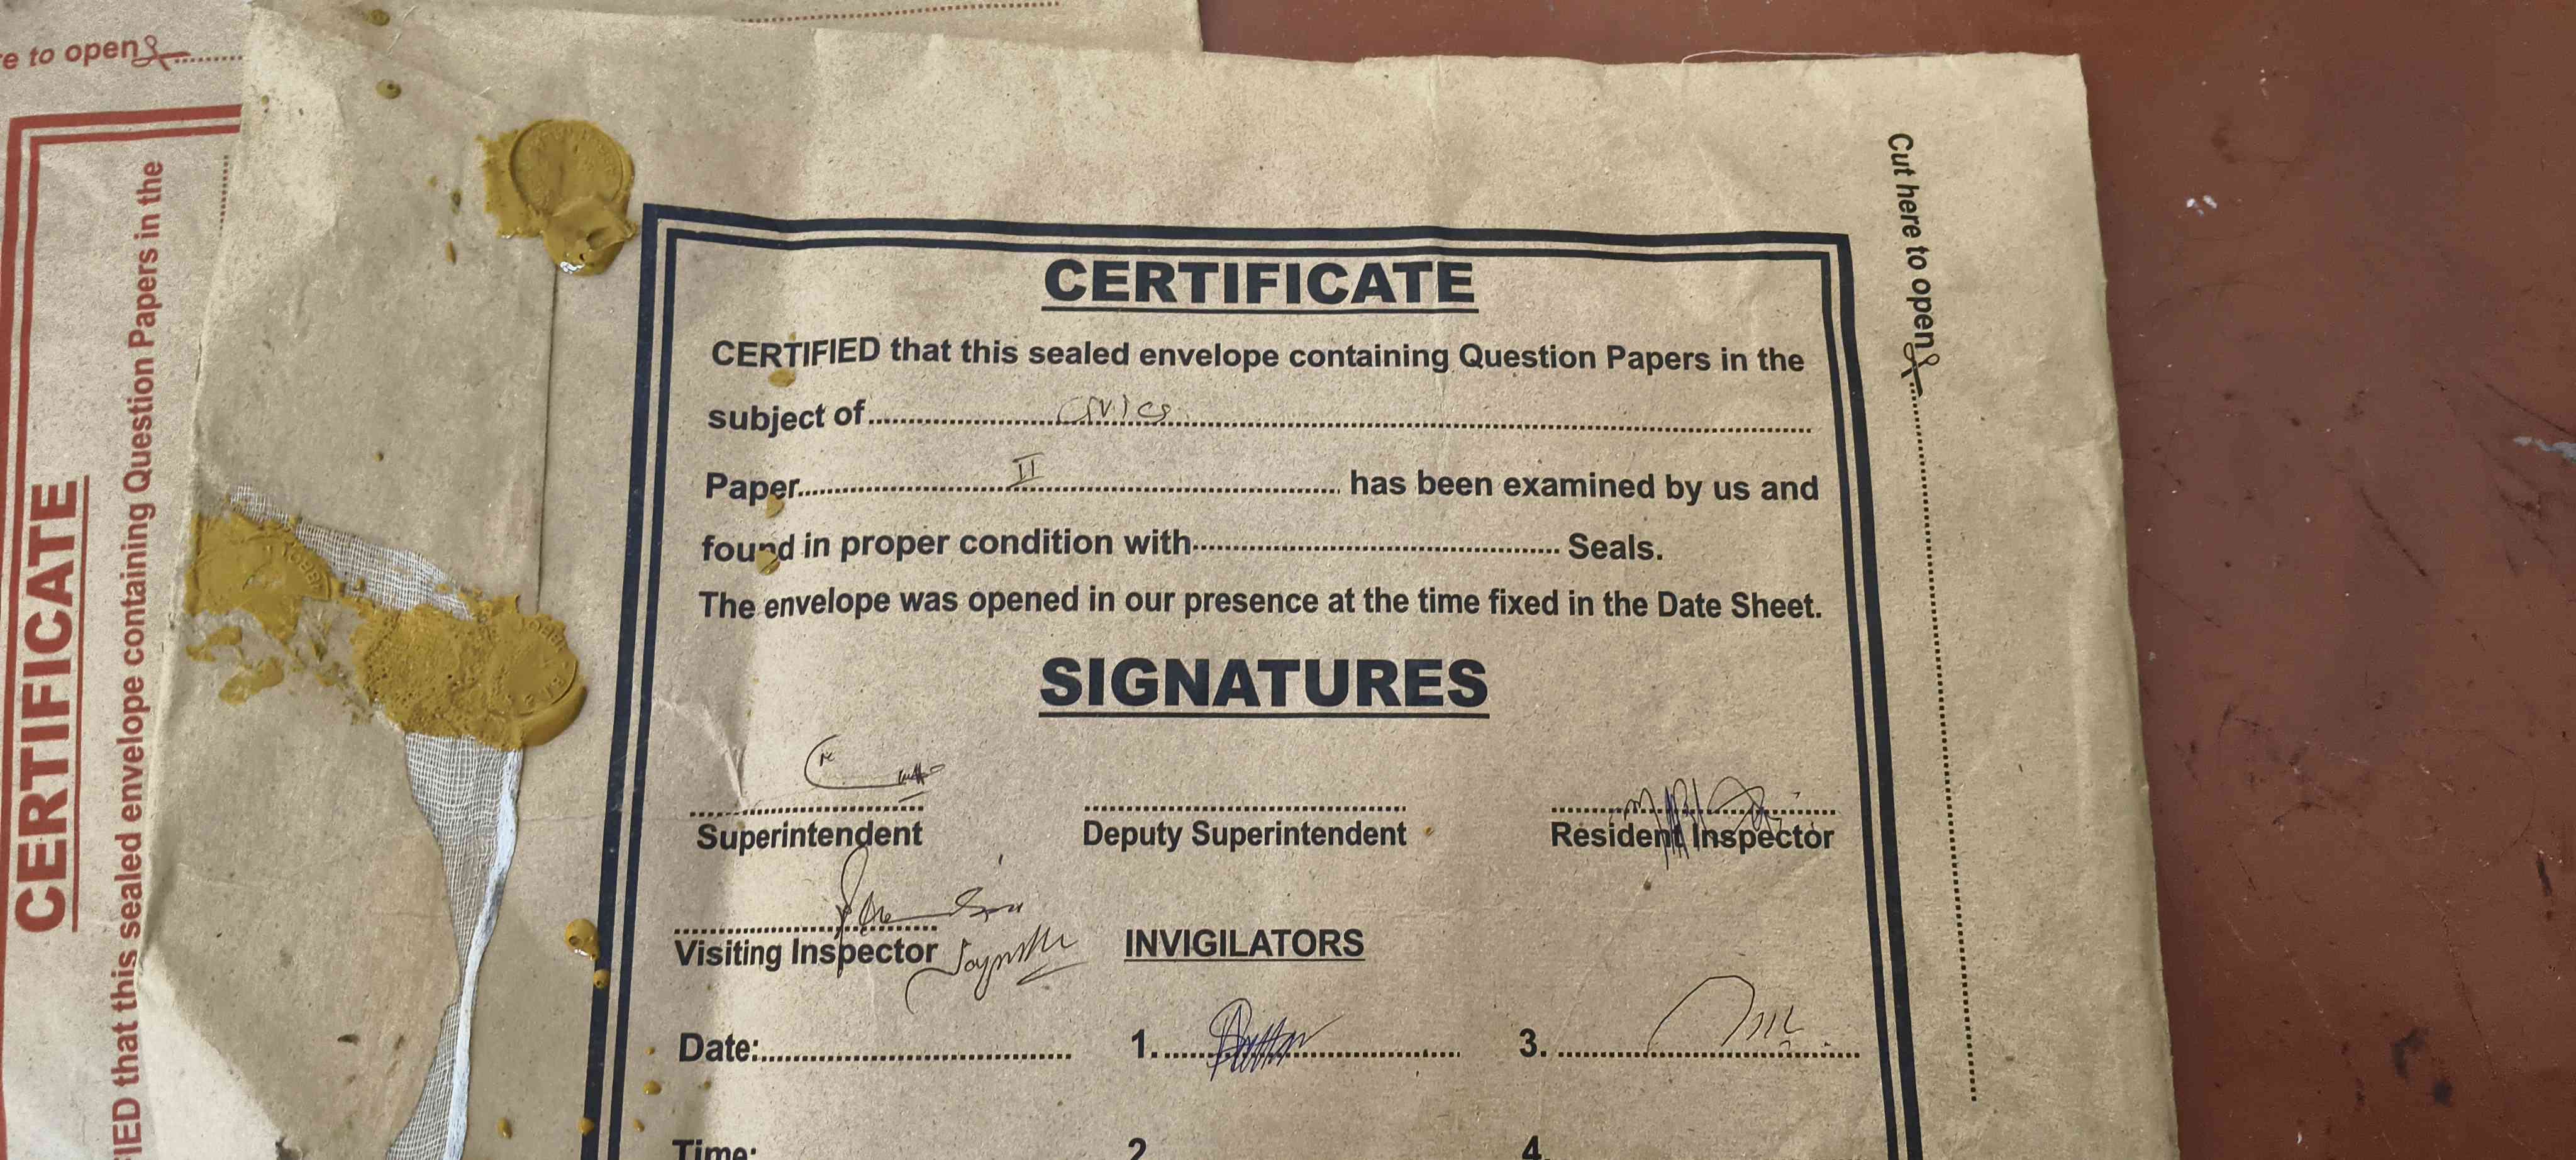 re to open
CERTIFICATE
IFIED that this sealed envelope containing Question Papers in the
Cut here to open
CERTIFICATE
CERTIFIED that this sealed envelope containing Question Papers in the
subject of Civics
Paper II has been examined by us and
found in proper condition with Seals.
The envelope was opened in our presence at the time fixed in the Date Sheet.
SIGNATURES
Superintendent Deputy Superintendent Resident Inspector
Visiting Inspector INVIGILATORS
Date: 1. 3.
Time: 2 4.